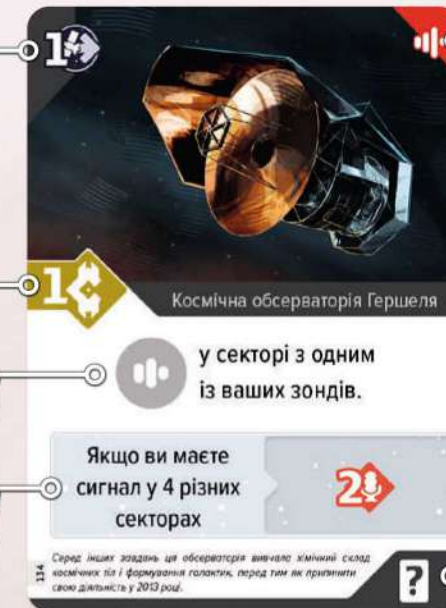 1
1
Космічна обсерваторія Гершеля
у секторі з одним
із ваших зондів.
Якщо ви маєте
сигнал у 4 різних
секторах
2
134
Серед інших завдань ця обсерваторія вивчала хімічний склад
космічних тіл і формування галактик, перед тим як припинити
свою діяльність у 2013 році.
?